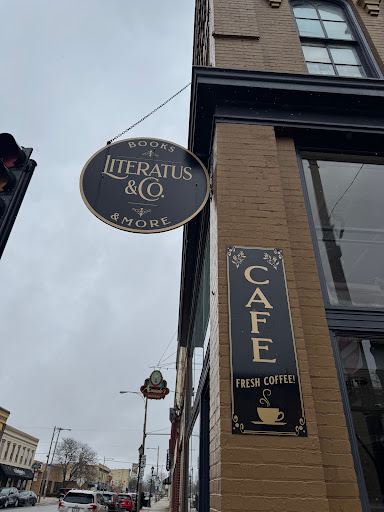 BOOKS
LITERATUS
& CO.
& MORE
CAFE
FRESH COFFEE!